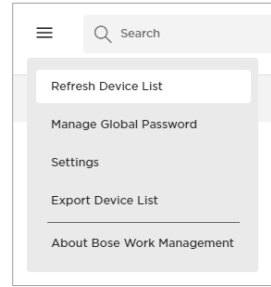 Search
Refresh Device List
Manage Global Password
Settings
Export Device List
About Bose Work Management